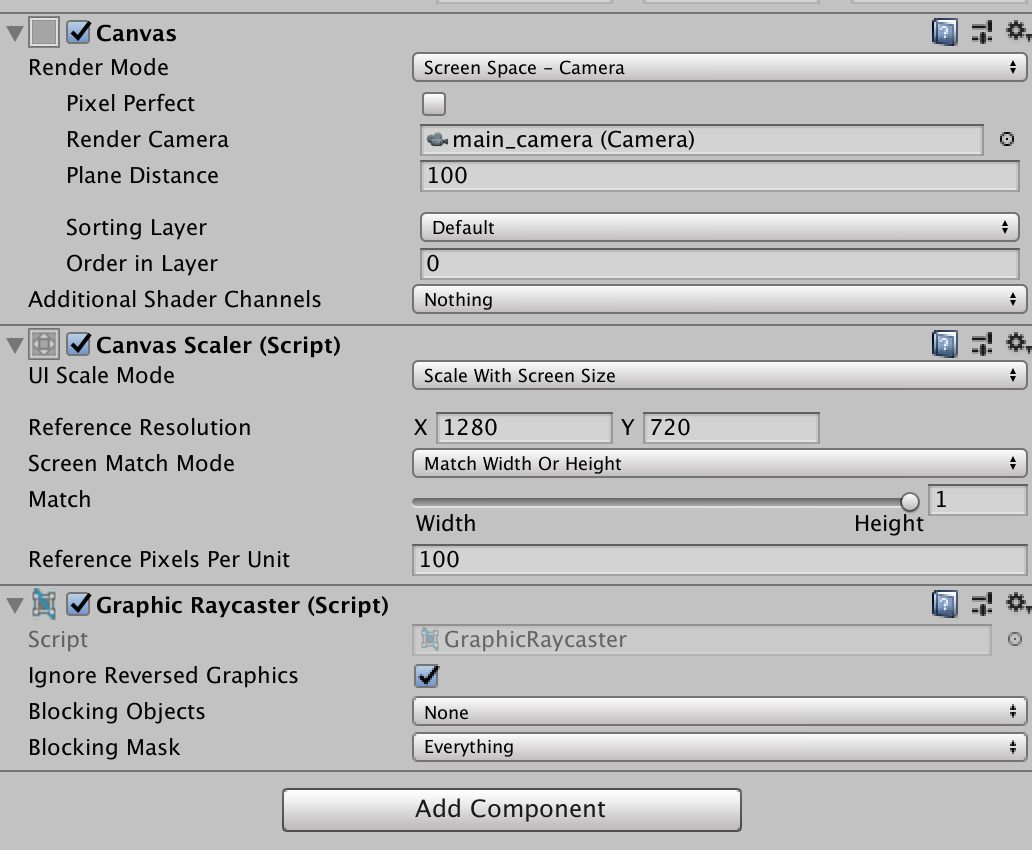 Canvas
Render Mode Screen Space - Camera
Pixel Perfect
Render Camera main_camera (Camera)
Plane Distance 100
Sorting Layer Default
Order in Layer 0
Additional Shader Channels Nothing
Canvas Scaler (Script)
UI Scale Mode Scale With Screen Size
Reference Resolution X 1280 Y 720
Screen Match Mode Match Width Or Height
Match 1
Width Height
Reference Pixels Per Unit 100
Graphic Raycaster (Script)
Script GraphicRaycaster
Ignore Reversed Graphics
Blocking Objects None
Blocking Mask Everything
Add Component